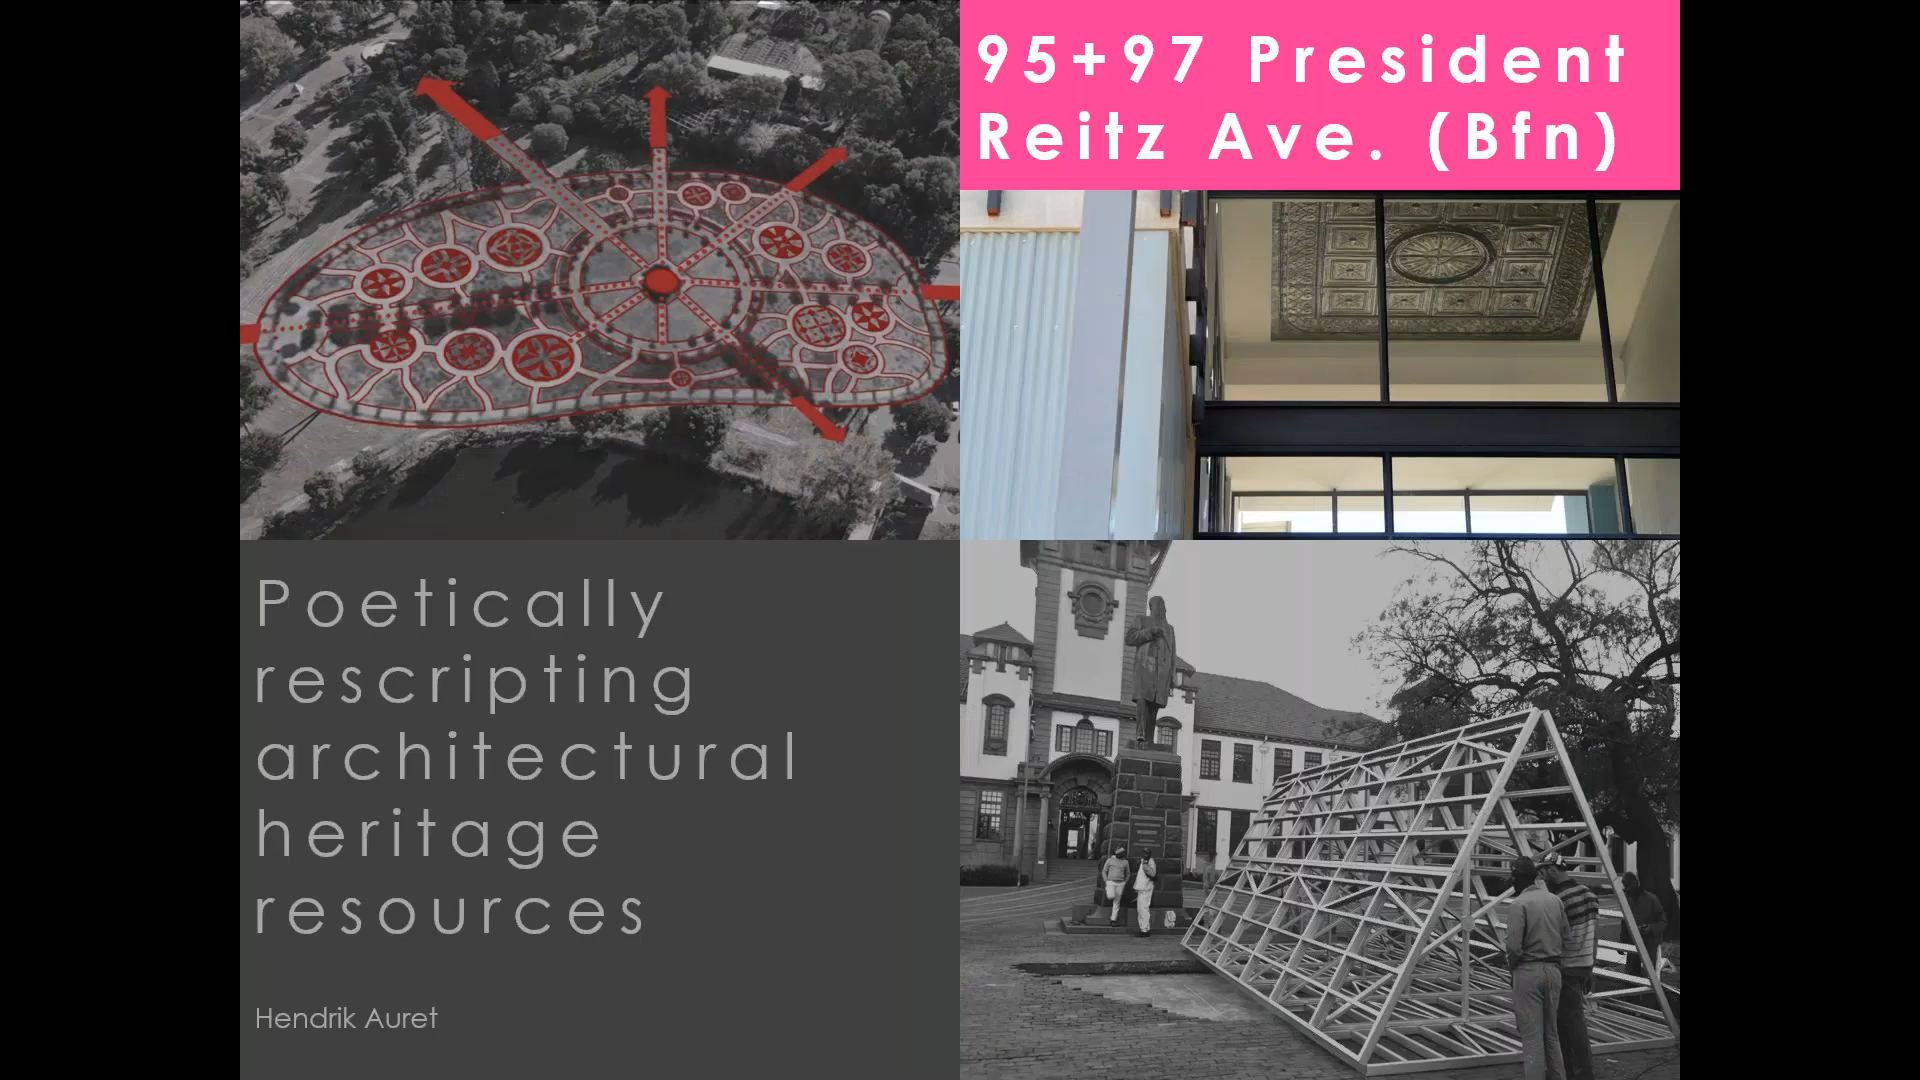 95+97 President
Reitz Ave. (Bfn)
Poetically
rescripting
architectural
heritage
resources
Hendrik Auret